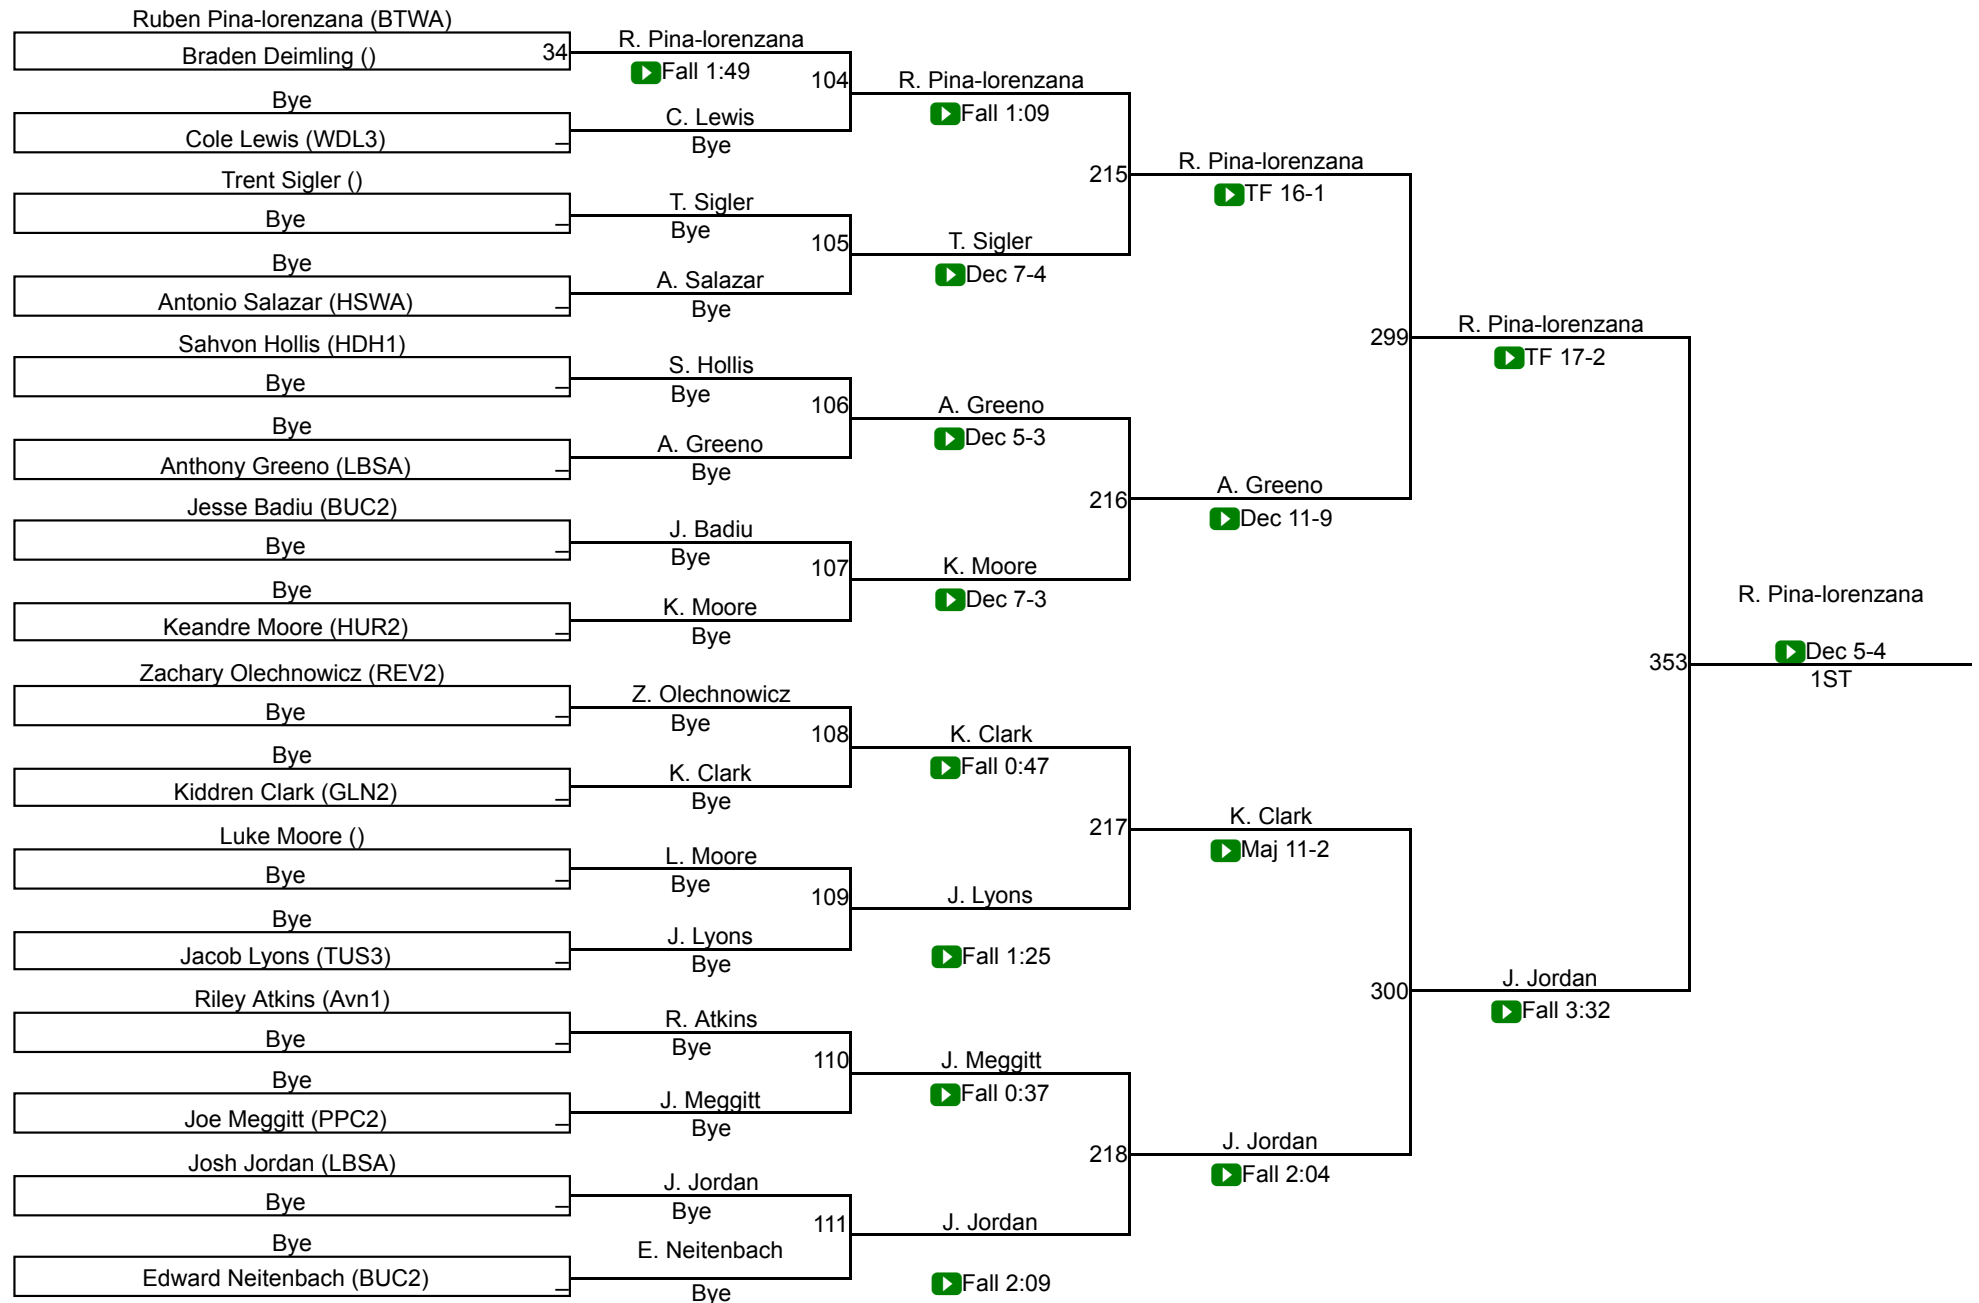 Ruben Pina-lorenzana (BTWA)
Braden Deimling ()
34
Bye
Cole Lewis (WDL3)
Trent Sigler ()
Bye
Bye
Antonio Salazar (HSWA)
Sahvon Hollis (HDH1)
Bye
Bye
Anthony Greeno (LBSA)
Jesse Badiu (BUC2)
Bye
Bye
Keandre Moore (HUR2)
Zachary Olechnowicz (REV2)
Bye
Bye
Kiddren Clark (GLN2)
Luke Moore ()
Bye
Bye
Jacob Lyons (TUS3)
Riley Atkins (Avn1)
Bye
Bye
Joe Meggitt (PPC2)
Josh Jordan (LBSA)
Bye
Bye
Edward Neitenbach (BUC2)
R. Pina-lorenzana
Fall 1:49
104
C. Lewis
Bye
T. Sigler
Bye
105
A. Salazar
Bye
S. Hollis
Bye
106
A. Greeno
Bye
J. Badiu
Bye
107
K. Moore
Bye
Z. Olechnowicz
Bye
108
K. Clark
Bye
L. Moore
Bye
109
J. Lyons
Bye
R. Atkins
Bye
110
J. Meggitt
Bye
J. Jordan
Bye
111
E. Neitenbach
Bye
R. Pina-lorenzana
Fall 1:09
215
T. Sigler
Dec 7-4
A. Greeno
Dec 5-3
216
K. Moore
Dec 7-3
K. Clark
Fall 0:47
217
J. Lyons
Fall 1:25
J. Meggitt
Fall 0:37
218
J. Jordan
Fall 2:09
R. Pina-lorenzana
TF 16-1
299
A. Greeno
Dec 11-9
K. Clark
Maj 11-2
300
J. Jordan
Fall 2:04
R. Pina-lorenzana
TF 17-2
353
J. Jordan
Fall 3:32
R. Pina-lorenzana
Dec 5-4
1ST